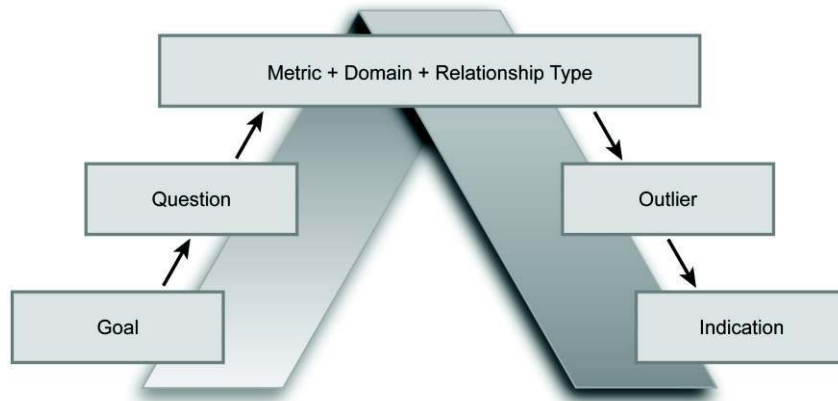 Metric + Domain + Relationship Type
Question
Outlier
Goal
Indication